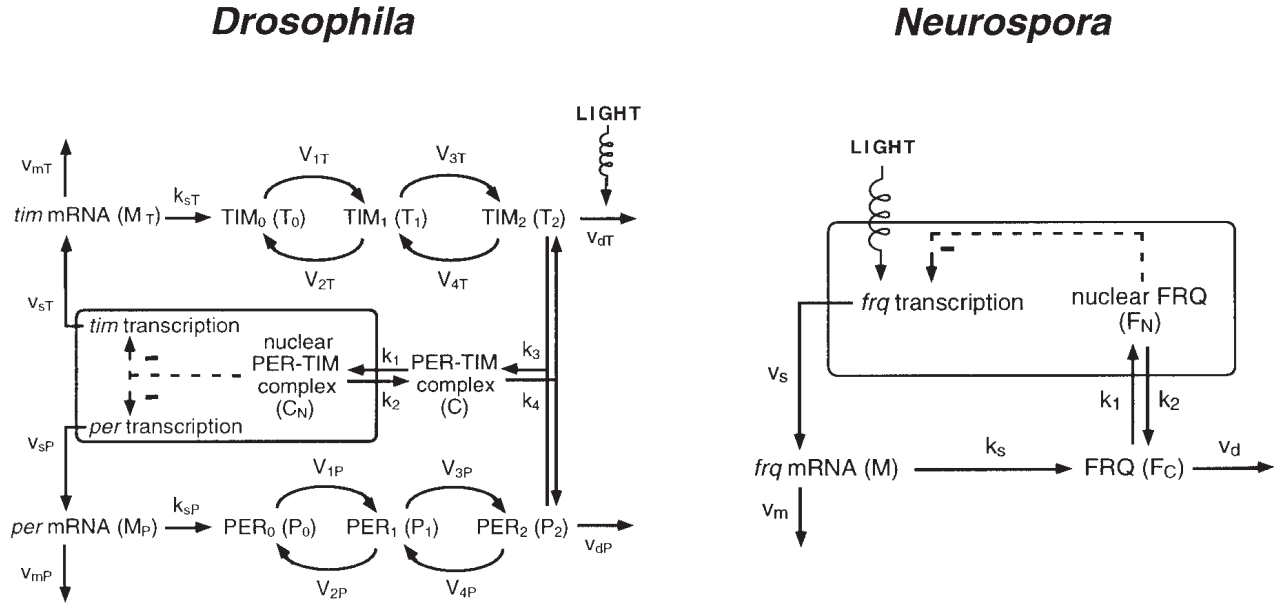 Drosophila
Neurospora
LIGHT
V3T
V1T
vmT
ksT
tim mRNA (MT)
TIM0 (T0)
TIM1 (T1)
TIM2 (T2)
vdT
V2T
V4T
vsT
tim transcription
nuclear
PER-TIM
complex
(CN)
k1
k2
PER-TIM
complex
(C)
k3
k4
–
–
per transcription
vsP
V1P
V3P
ksP
per mRNA (MP)
PER0 (P0)
PER1 (P1)
PER2 (P2)
vdP
vmP
V2P
V4P
LIGHT
–
frq transcription
nuclear FRQ
(FN)
vs
k1
k2
ks
vd
frq mRNA (M)
FRQ (FC)
vm